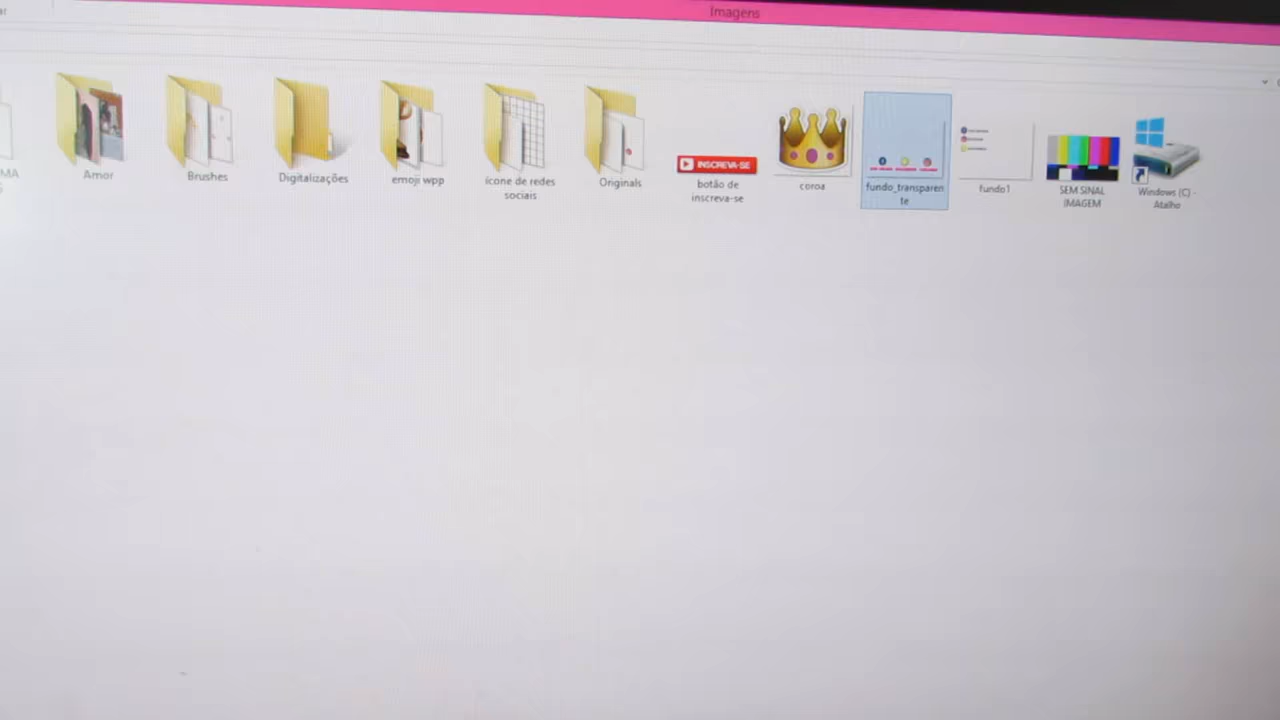 Imagens
Amor
Brushes
Digitalizações
emoji wpp
ícone de redes
sociais
Originals
INSCREVA-SE
botão de
inscreva-se
coroa
fundo_transparen
te
fundo1
SEM SINAL
IMAGEM
Windows (C) -
Atalho